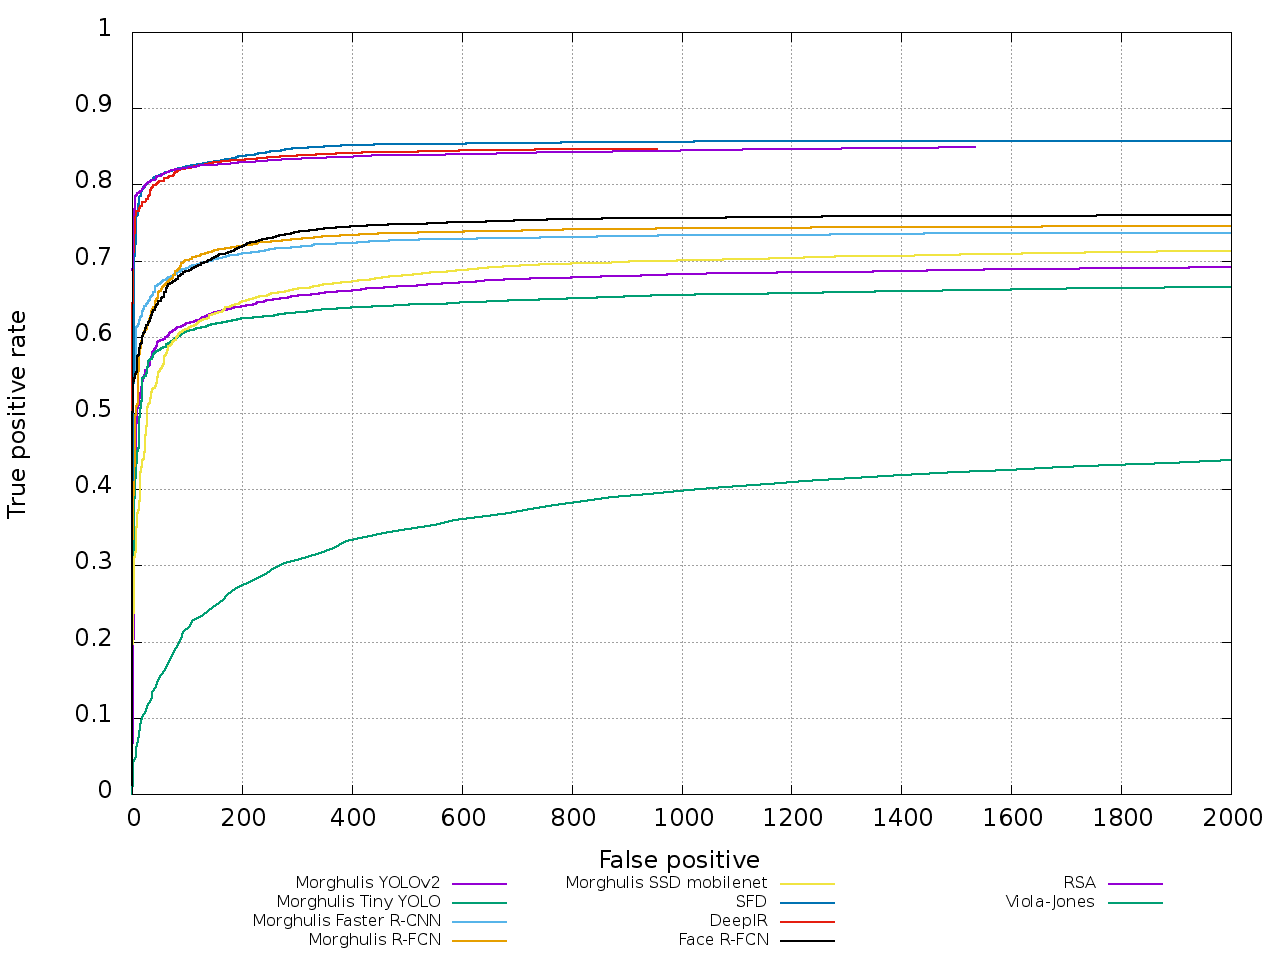 1
0.9
0.8
0.7
0.6
0.5
0.4
0.3
0.2
0.1
0
True positive rate
0 200 400 600 800 1000 1200 1400 1600 1800 2000
False positive
Morghulis YOLOv2
Morghulis Tiny YOLO
Morghulis Faster R-CNN
Morghulis R-FCN
Morghulis SSD mobilenet
SFD
DeepIR
Face R-FCN
RSA
Viola-Jones